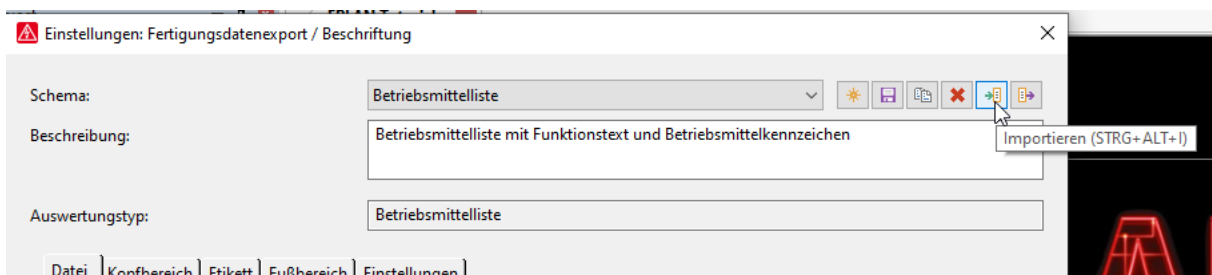 Einstellungen: Fertigungsdatenexport / Beschriftung
Schema:
Betriebsmittelliste
Beschreibung:
Betriebsmittelliste mit Funktionstext und Betriebsmittelkennzeichen
Importieren (STRG+ALT+I)
Auswertungstyp:
Betriebsmittelliste
Datei Kopfbereich Etikett Fußbereich Einstellungen